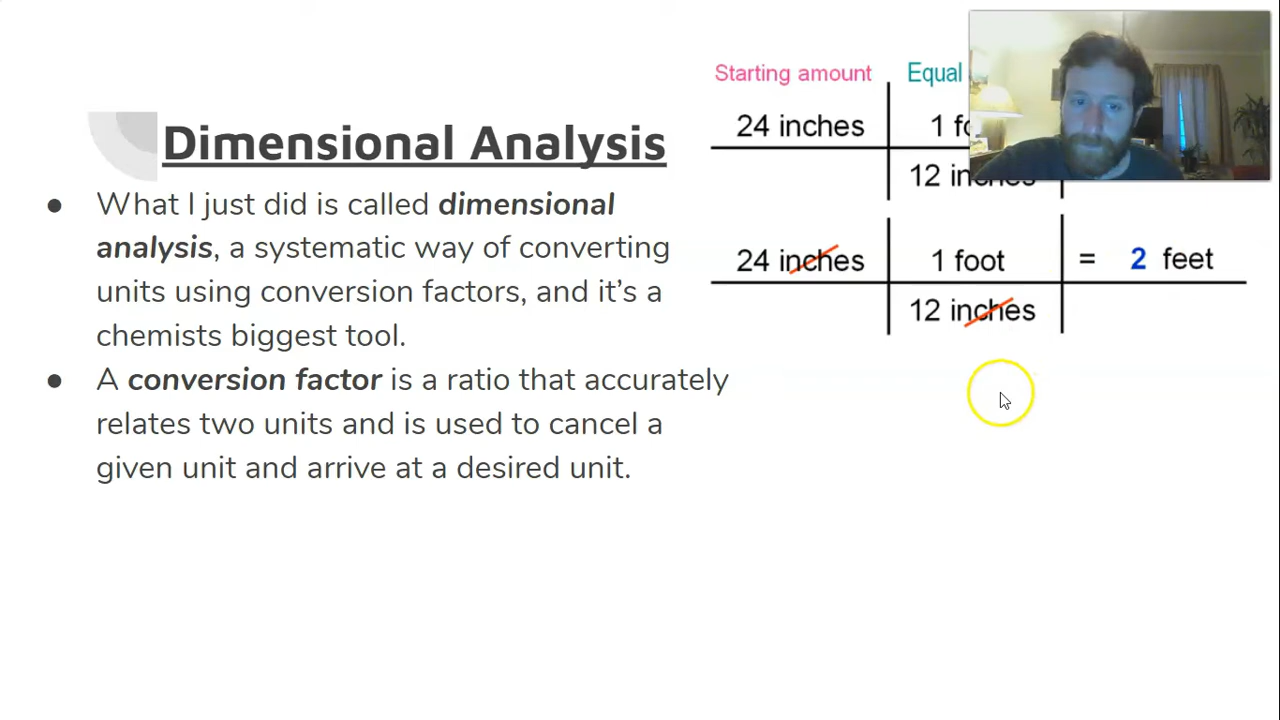 Starting amount Equal
24 inches
12 inches
Dimensional Analysis
● What I just did is called dimensional
analysis, a systematic way of converting
units using conversion factors, and it’s a
chemists biggest tool.
● A conversion factor is a ratio that accurately
relates two units and is used to cancel a
given unit and arrive at a desired unit.
24 inches 1 foot = 2 feet
12 inches